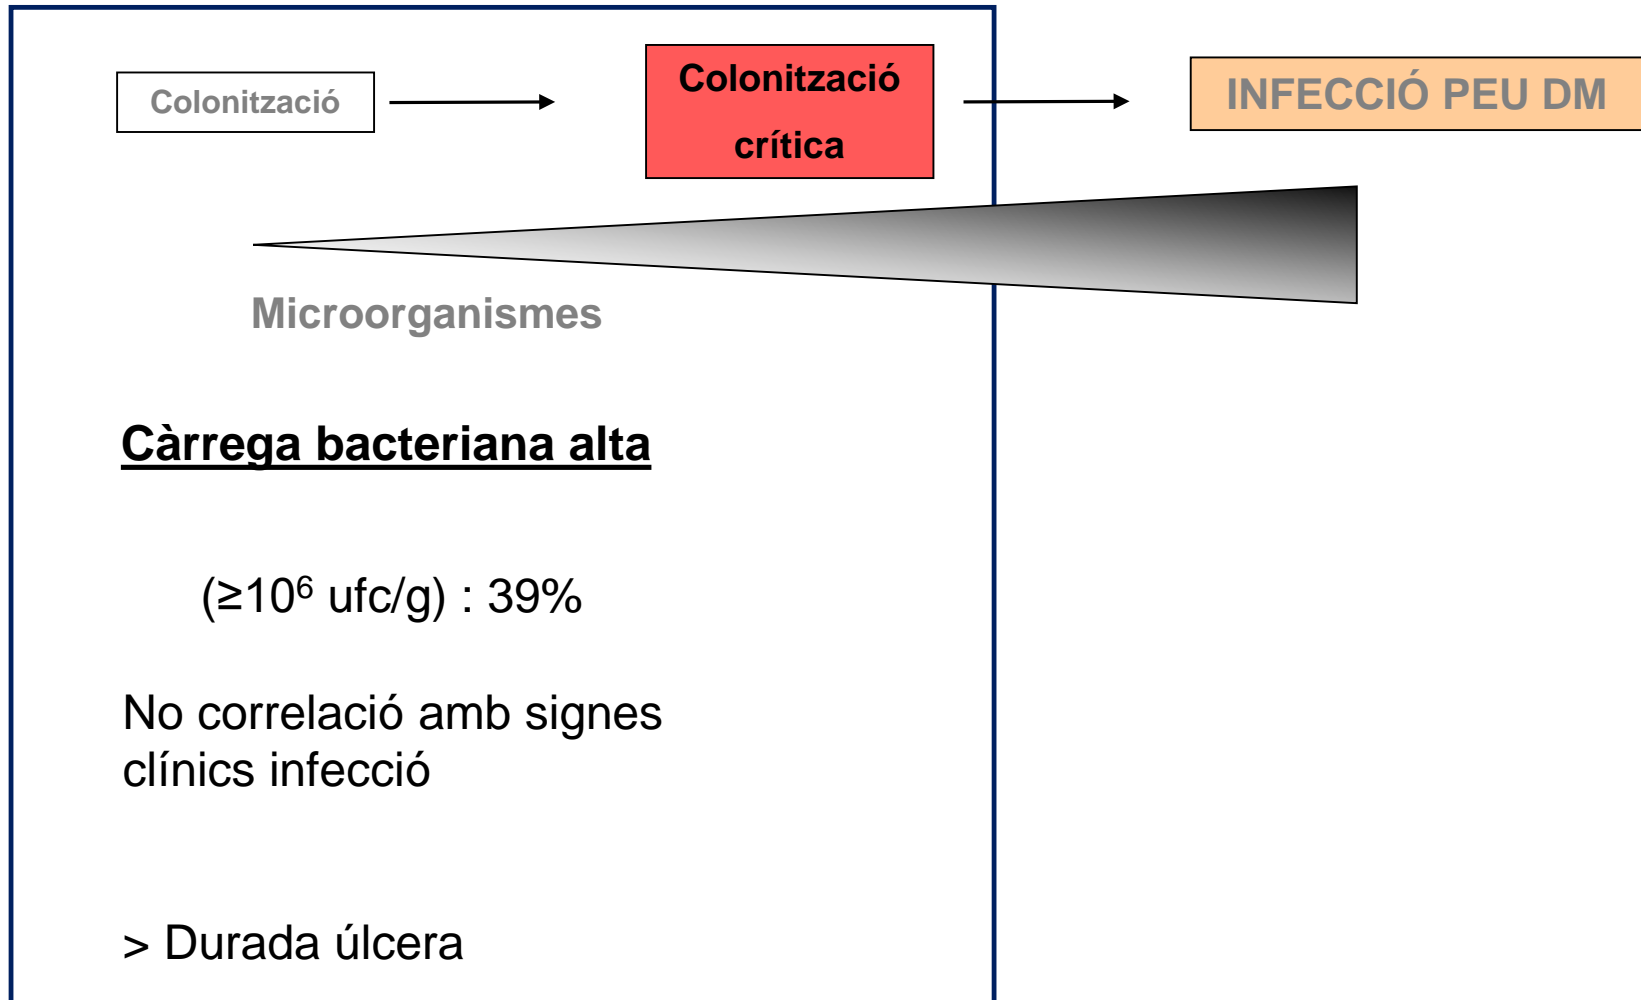 Colonització
Colonització
crítica
INFECCIÓ PEU DM
Microorganismes
Càrrega bacteriana alta
(≥10⁶ ufc/g) : 39%
No correlació amb signes
clínics infecció
> Durada úlcera